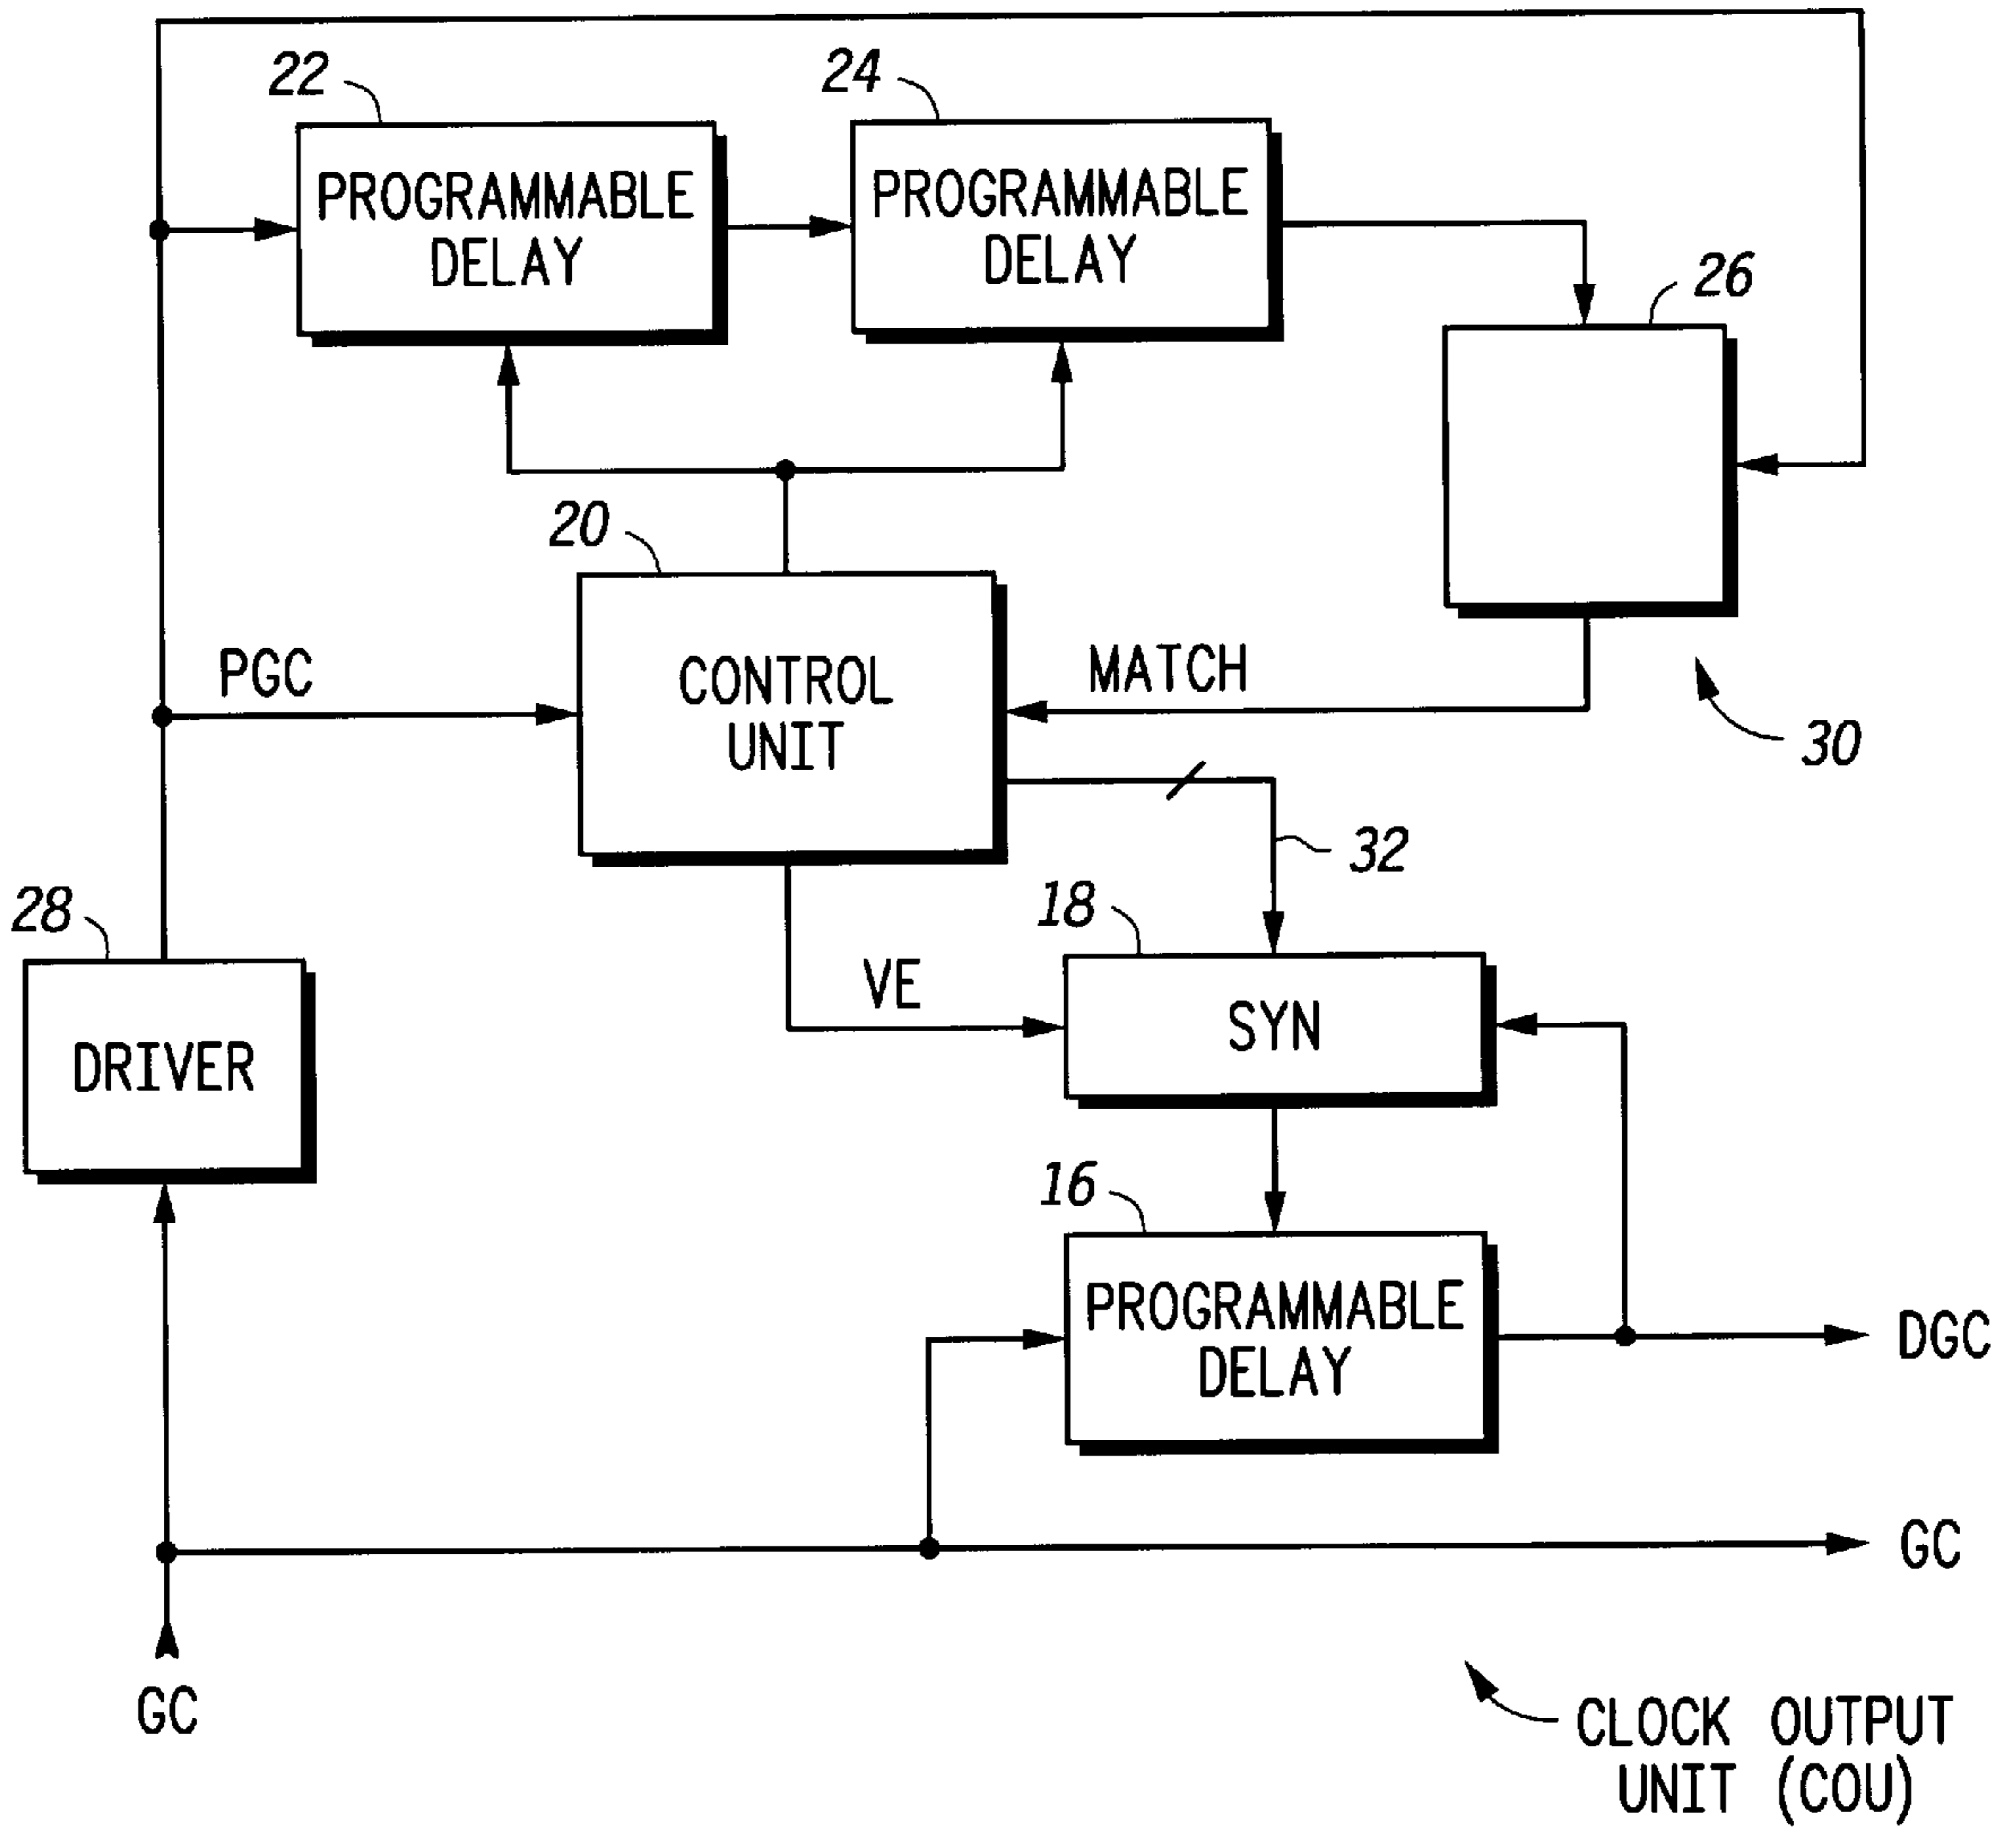 22
24
PROGRAMMABLE
DELAY
PROGRAMMABLE
DELAY
26
20
PGC
CONTROL
UNIT
MATCH
30
32
28
18
VE
SYN
DRIVER
16
PROGRAMMABLE
DELAY
DGC
GC
GC
CLOCK OUTPUT
UNIT (COU)